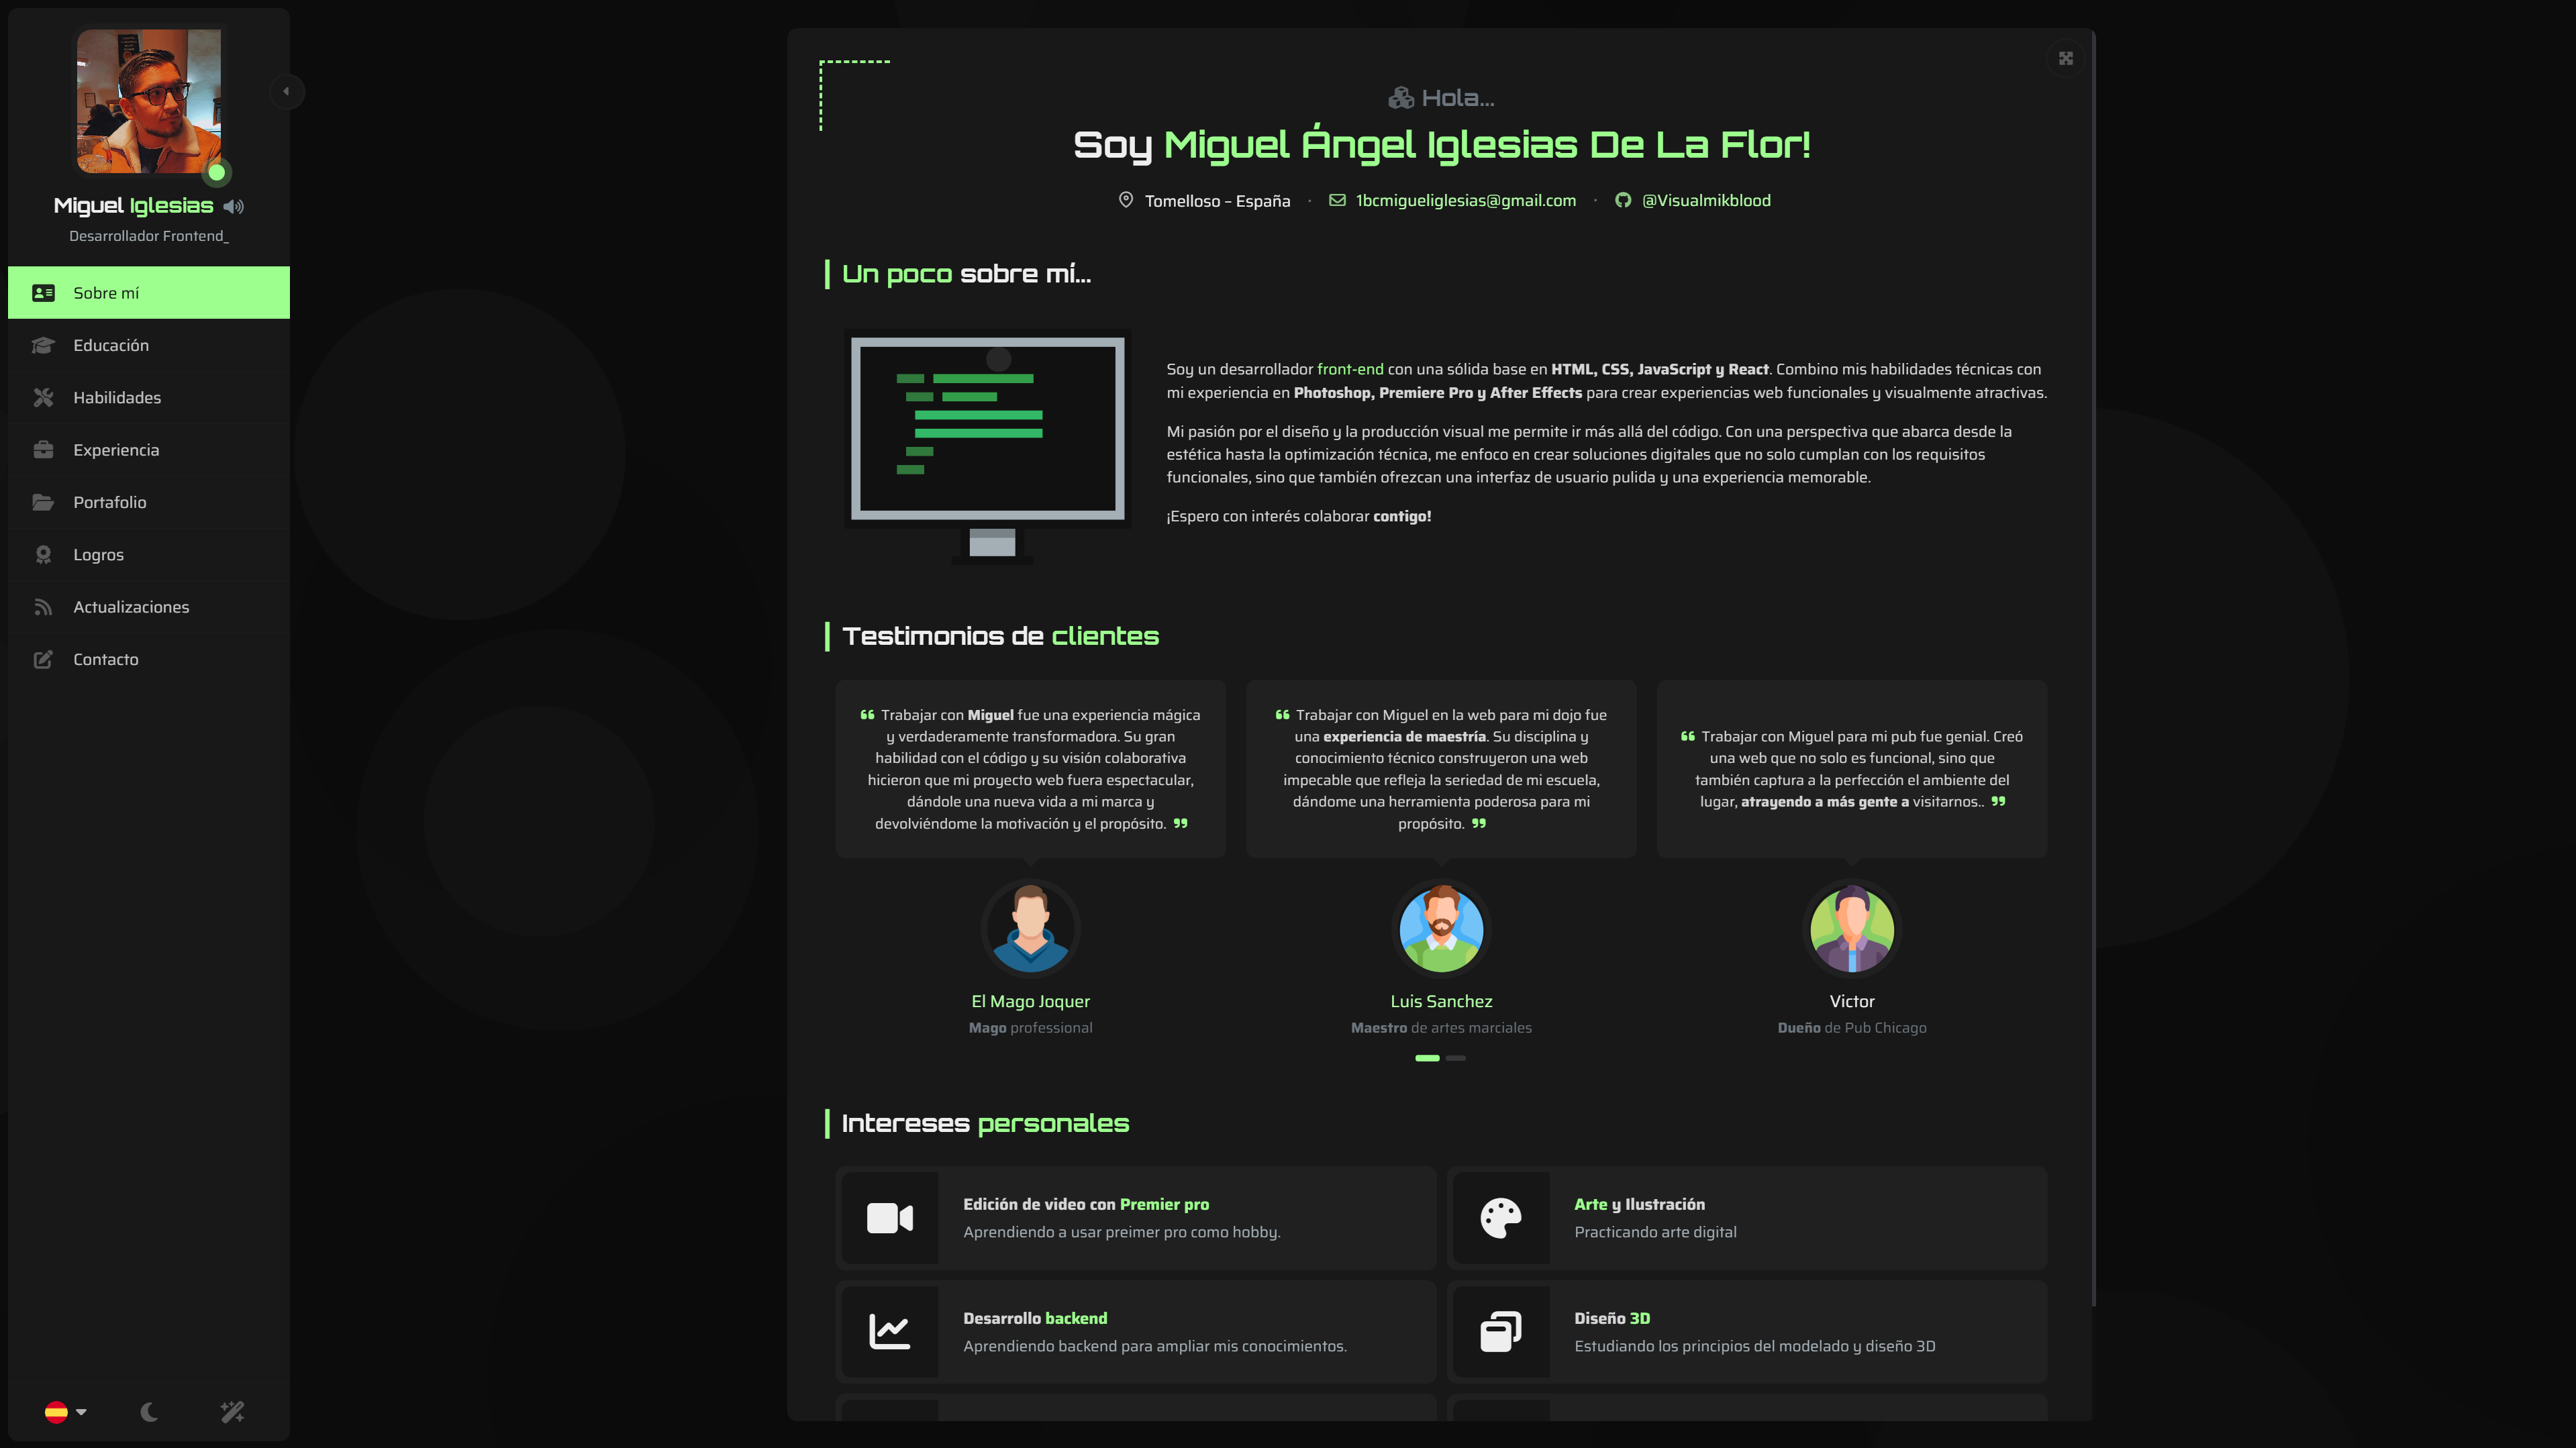 Miguel Iglesias
Desarrollador Frontend_
Sobre mí
Educación
Habilidades
Experiencia
Portafolio
Logros
Actualizaciones
Contacto
Hola...
Soy Miguel Ángel Iglesias De La Flor!
Tomelloso – España · 1bcmigueliglesias@gmail.com · @Visualmikblood
Un poco sobre mí...
Soy un desarrollador front-end con una sólida base en HTML, CSS, JavaScript y React. Combino mis habilidades técnicas con
mi experiencia en Photoshop, Premiere Pro y After Effects para crear experiencias web funcionales y visualmente atractivas.
Mi pasión por el diseño y la producción visual me permite ir más allá del código. Con una perspectiva que abarca desde la
estética hasta la optimización técnica, me enfoco en crear soluciones digitales que no solo cumplan con los requisitos
funcionales, sino que también ofrezcan una interfaz de usuario pulida y una experiencia memorable.
¡Espero con interés colaborar contigo!
Testimonios de clientes
“ Trabajar con Miguel fue una experiencia mágica
y verdaderamente transformadora. Su gran
habilidad con el código y su visión colaborativa
hicieron que mi proyecto web fuera espectacular,
dándole una nueva vida a mi marca y
devolviéndome la motivación y el propósito. ”
El Mago Joquer
Mago professional
“ Trabajar con Miguel en la web para mi dojo fue
una experiencia de maestría. Su disciplina y
conocimiento técnico construyeron una web
impecable que refleja la seriedad de mi escuela,
dándome una herramienta poderosa para mi
propósito. ”
Luis Sanchez
Maestro de artes marciales
“ Trabajar con Miguel para mi pub fue genial. Creó
una web que no solo es funcional, sino que
también captura a la perfección el ambiente del
lugar, atrayendo a más gente a visitarnos.. ”
Victor
Dueño de Pub Chicago
Intereses personales
Edición de video con Premier pro
Aprendiendo a usar preimer pro como hobby.
Arte y Ilustración
Practicando arte digital
Desarrollo backend
Aprendiendo backend para ampliar mis conocimientos.
Diseño 3D
Estudiando los principios del modelado y diseño 3D